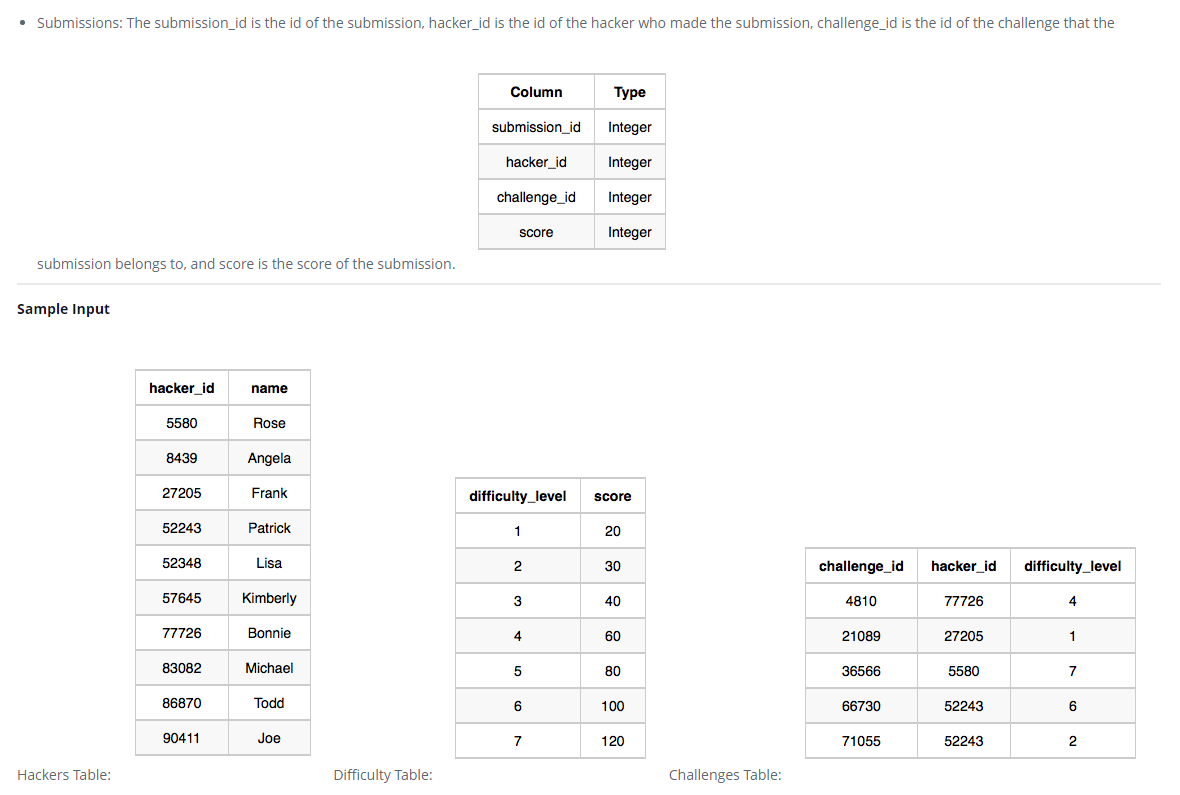 Submissions: The submission_id is the id of the submission, hacker_id is the id of the hacker who made the submission, challenge_id is the id of the challenge that the
Column Type
submission_id Integer
hacker_id Integer
challenge_id Integer
score Integer
submission belongs to, and score is the score of the submission.
Sample Input
hacker_id name
5580 Rose
8439 Angela
27205 Frank
52243 Patrick
52348 Lisa
57645 Kimberly
77726 Bonnie
83082 Michael
86870 Todd
90411 Joe
Hackers Table:
difficulty_level score
1 20
2 30
3 40
4 60
5 80
6 100
7 120
Difficulty Table:
challenge_id hacker_id difficulty_level
4810 77726 4
21089 27205 1
36566 5580 7
66730 52243 6
71055 52243 2
Challenges Table: